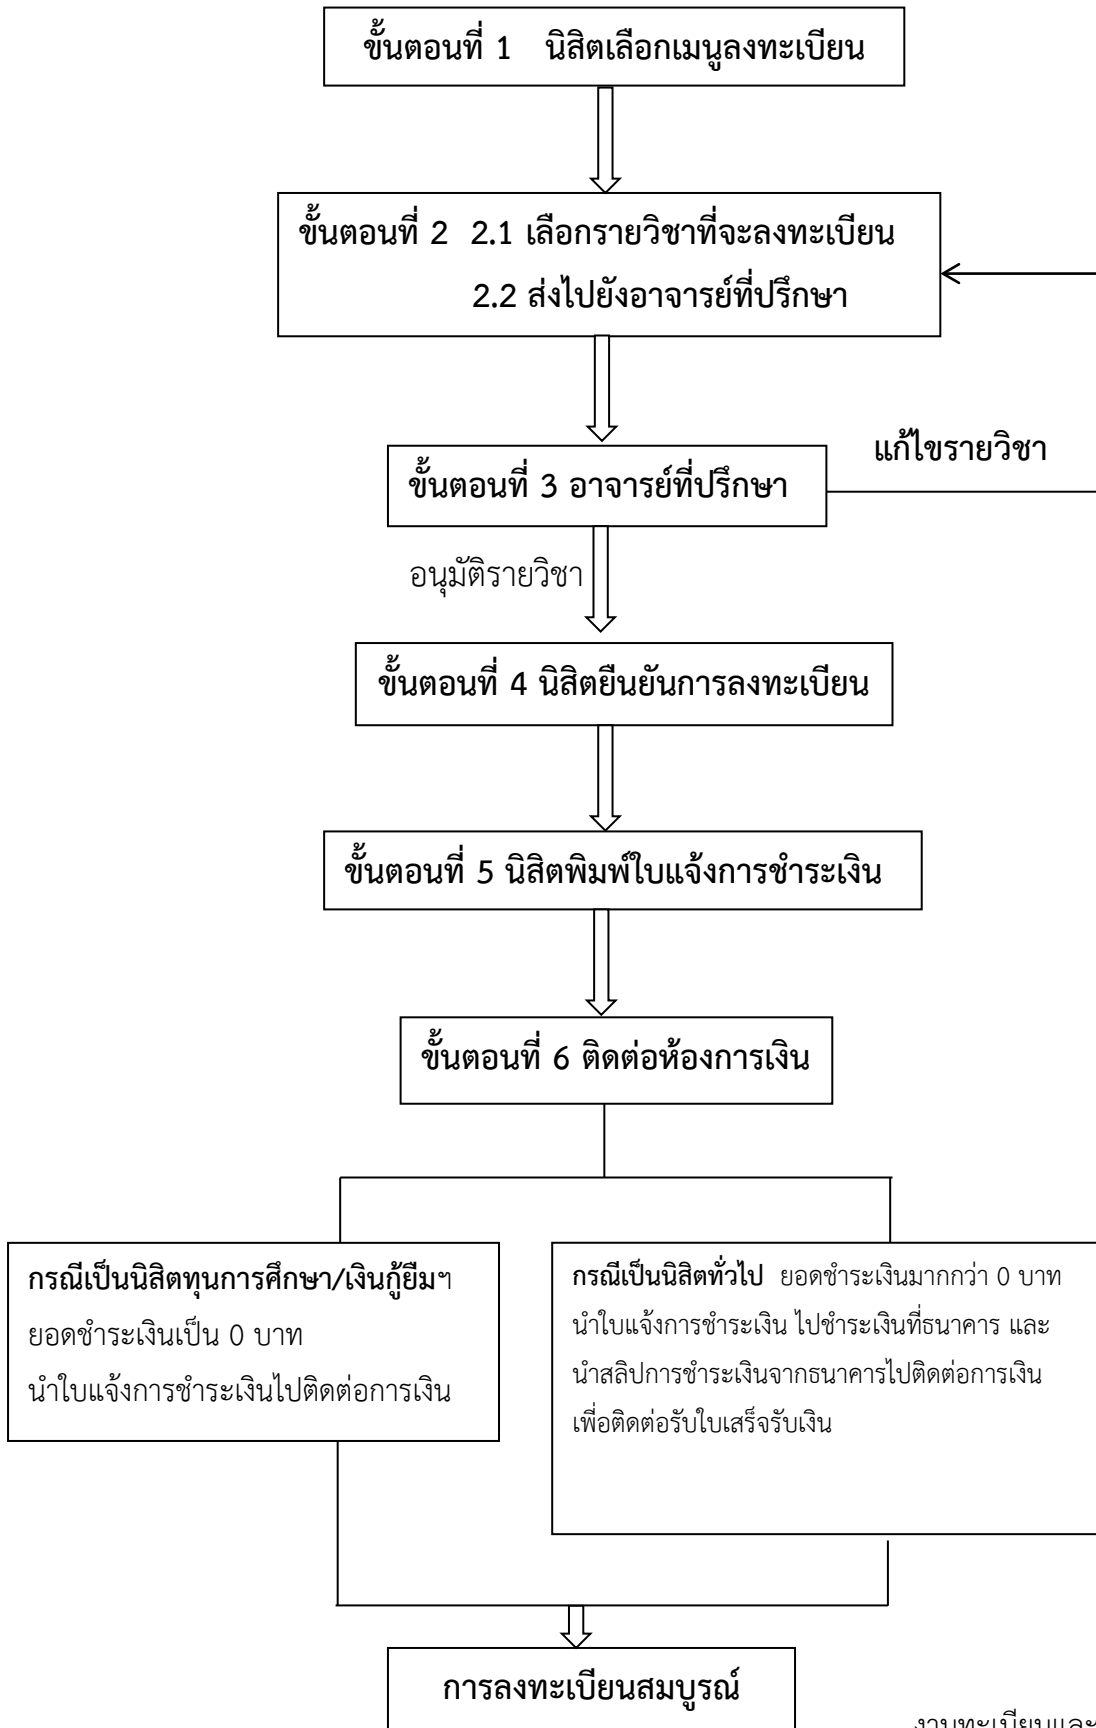 ขั้นตอนที่ 1 นิสิตเลือกเมนูลงทะเบียน
ขั้นตอนที่ 2 2.1 เลือกรายวิชาที่จะลงทะเบียน
2.2 ส่งไปยังอาจารย์ที่ปรึกษา
แก้ไขรายวิชา
ขั้นตอนที่ 3 อาจารย์ที่ปรึกษา
อนุมัติรายวิชา
ขั้นตอนที่ 4 นิสิตยืนยันการลงทะเบียน
ขั้นตอนที่ 5 นิสิตพิมพ์ใบแจ้งการชำระเงิน
ขั้นตอนที่ 6 ติดต่อห้องการเงิน
กรณีเป็นนิสิตทุนการศึกษา/เงินกู้ยืมฯ
ยอดชำระเงินเป็น 0 บาท
นำใบแจ้งการชำระเงินไปติดต่อการเงิน
กรณีเป็นนิสิตทั่วไป ยอดชำระเงินมากกว่า 0 บาท
นำใบแจ้งการชำระเงิน ไปชำระเงินที่ธนาคาร และ
นำสลิปการชำระเงินจากธนาคารไปติดต่อการเงิน
เพื่อติดต่อรับใบเสร็จรับเงิน
การลงทะเบียนสมบูรณ์
งานทะเบียนและ